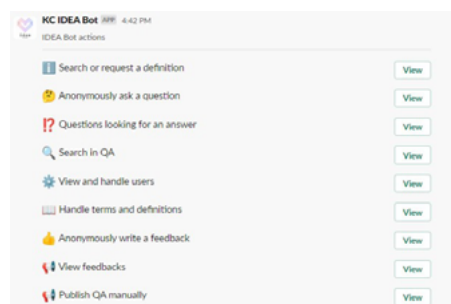 KC IDEA Bot APP 4:42 PM
IDEA Bot actions
Search or request a definition View
Anonymously ask a question View
Questions looking for an answer View
Search in QA View
View and handle users View
Handle terms and definitions View
Anonymously write a feedback View
View feedbacks View
Publish QA manually View